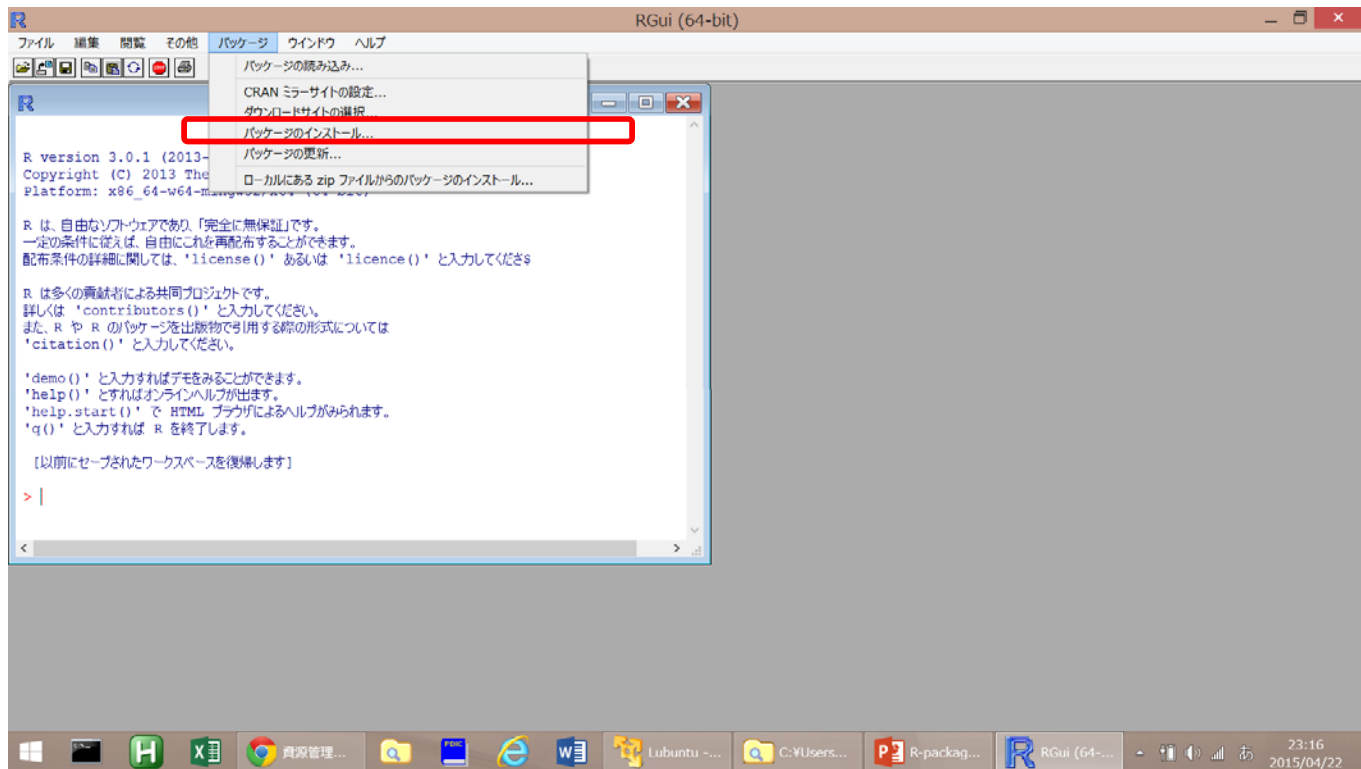 RGui (64-bit)
ファイル 編集 閲覧 その他 パッケージ ウインドウ ヘルプ
パッケージの読み込み...
CRAN ミラーサイトの設定...
ダウンロードサイトの選択...
パッケージのインストール...
パッケージの更新...
ローカルにある zip ファイルからのパッケージのインストール...
R version 3.0.1 (2013-
Copyright (C) 2013 The
Platform: x86_64-w64-mingw32/x64 (64-bit)
R は、自由なソフトウェアであり、「完全に無保証」です。
一定の条件に従えば、自由にこれを再配布することができます。
配布条件の詳細に関しては、'license()' あるいは 'licence()' と入力してくださ$
R は多くの貢献者による共同プロジェクトです。
詳しくは 'contributors()' と入力してください。
また、R や R のパッケージを出版物で引用する際の形式については
'citation()' と入力してください。
'demo()' と入力すればデモをみることができます。
'help()' とすればオンラインヘルプが出ます。
'help.start()' で HTML ブラウザによるヘルプがみられます。
'q()' と入力すれば R を終了します。
[以前にセーブされたワークスペースを復帰します]
>
資源管理... Lubuntu -... C:¥Users... R-packag... RGui (64-... あ 23:16
2015/04/22